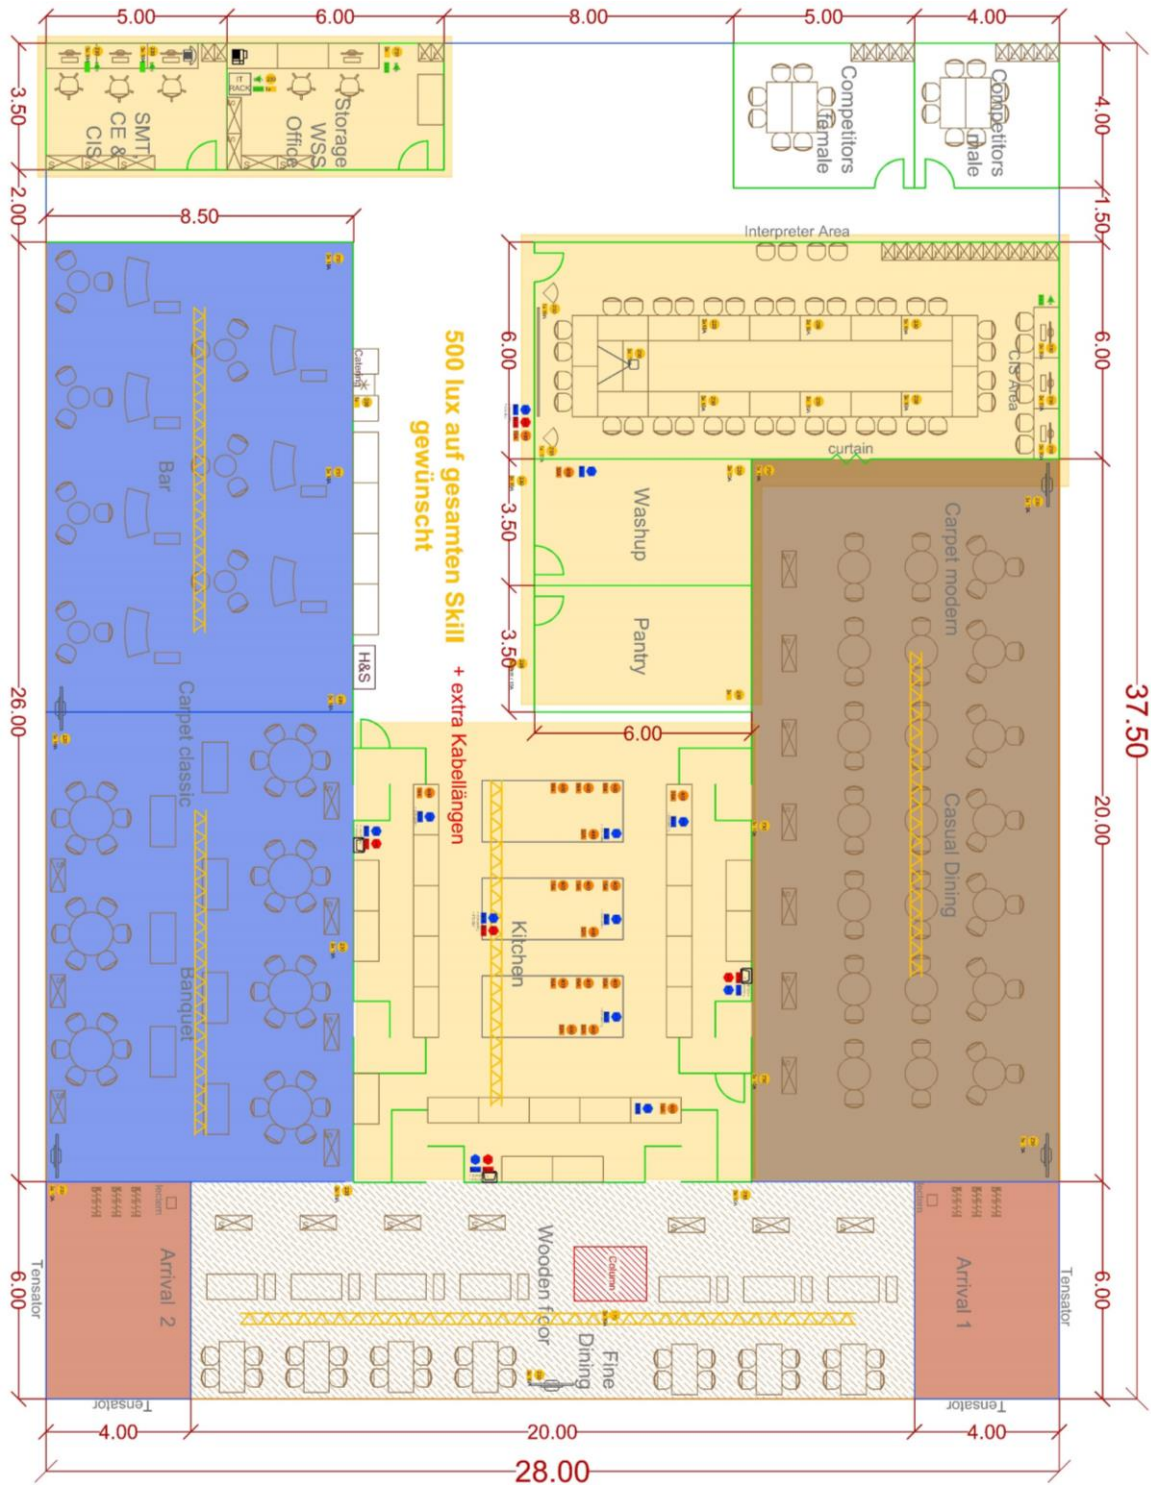 5.00
6.00
8.00
5.00
4.00
3.50
2.00
26.00
6.00
4.00
1.50
6.00
20.00
6.00
37.50
SMT,
CE &
CIS
IT
RACK
Storage
WSS
Office
Competitors
female
Competitors
male
8.50
Interpreter Area
6.00
CIS Area
curtain
Catering
Bar
500 lux auf gesamten Skill
gewünscht
+ extra Kabellängen
3.50
Washup
3.50
Pantry
6.00
H&S
Carpet modern
Casual Dining
Carpet classic
Banquet
Kitchen
lectern
Arrival 2
Tensator
Tensator
Wooden floor
Column
Fine
Dining
lectern
Arrival 1
Tensator
Tensator
4.00
20.00
4.00
28.00